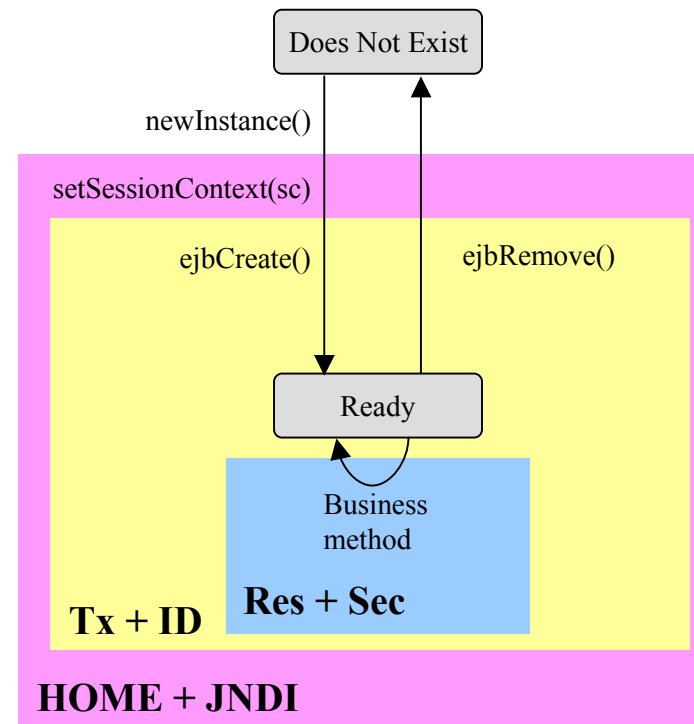 Does Not Exist
newInstance()
setSessionContext(sc)
ejbCreate()
ejbRemove()
Ready
Business
method
Res + Sec
Tx + ID
HOME + JNDI